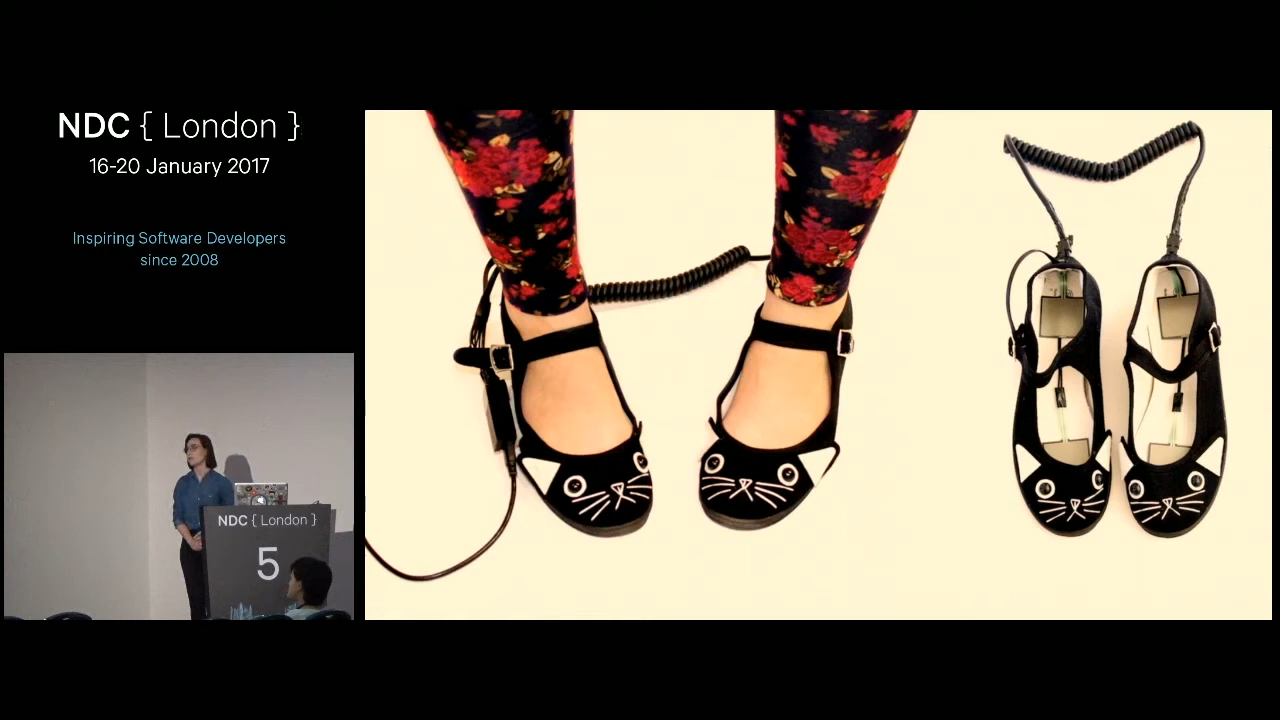 NDC { London }
16-20 January 2017
Inspiring Software Developers
since 2008
NDC { London }
5